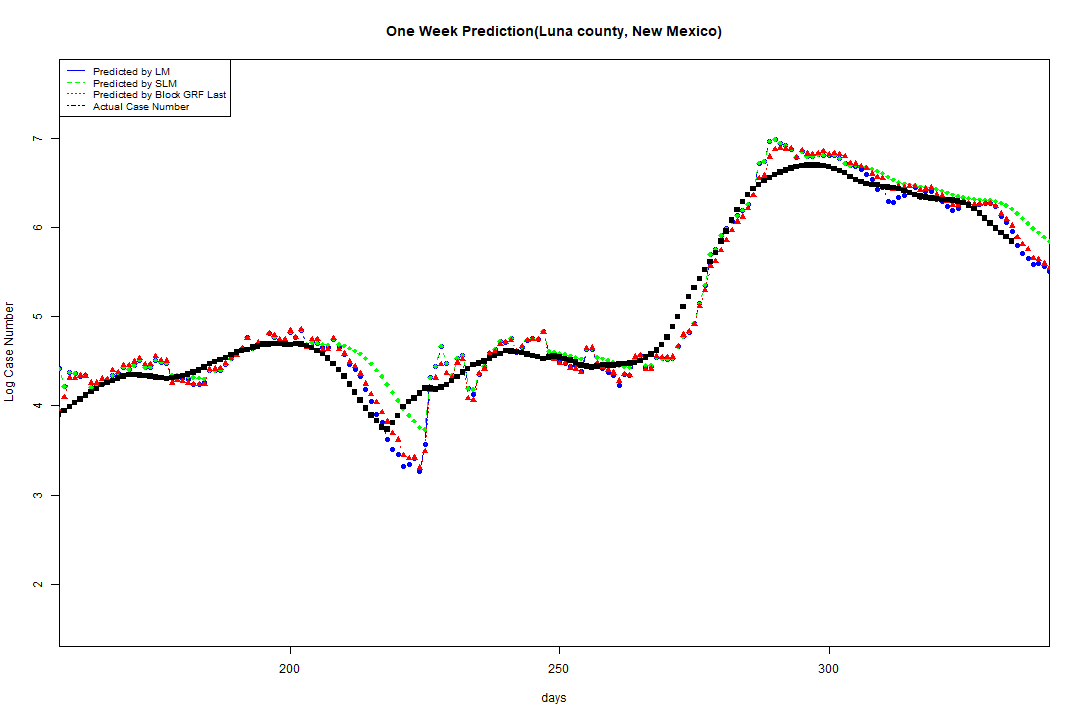 One Week Prediction(Luna county, New Mexico)
Predicted by LM
Predicted by SLM
Predicted by Block GRF Last
Actual Case Number
7
6
5
4
3
2
Log Case Number
200 250 300
days